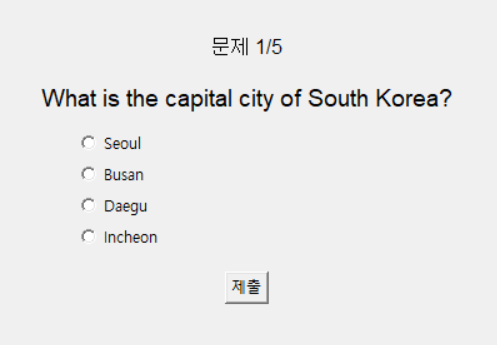 문제 1/5
What is the capital city of South Korea?
Seoul
Busan
Daegu
Incheon
제출